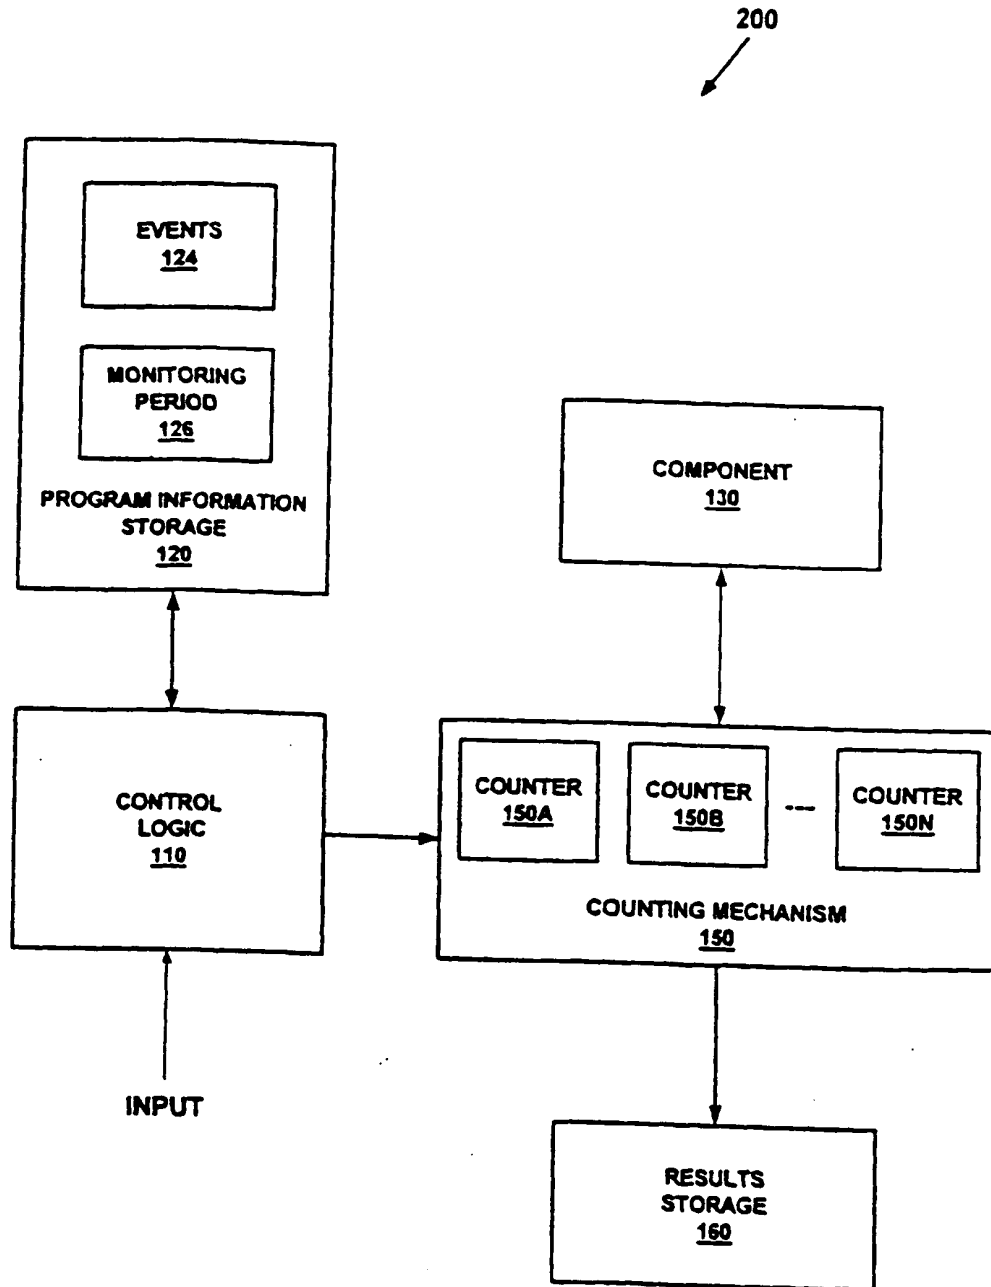 200
EVENTS
124
MONITORING
PERIOD
126
PROGRAM INFORMATION
STORAGE
120
COMPONENT
130
CONTROL
LOGIC
110
COUNTER
150A
COUNTER
150B
---
COUNTER
150N
COUNTING MECHANISM
150
INPUT
RESULTS
STORAGE
160